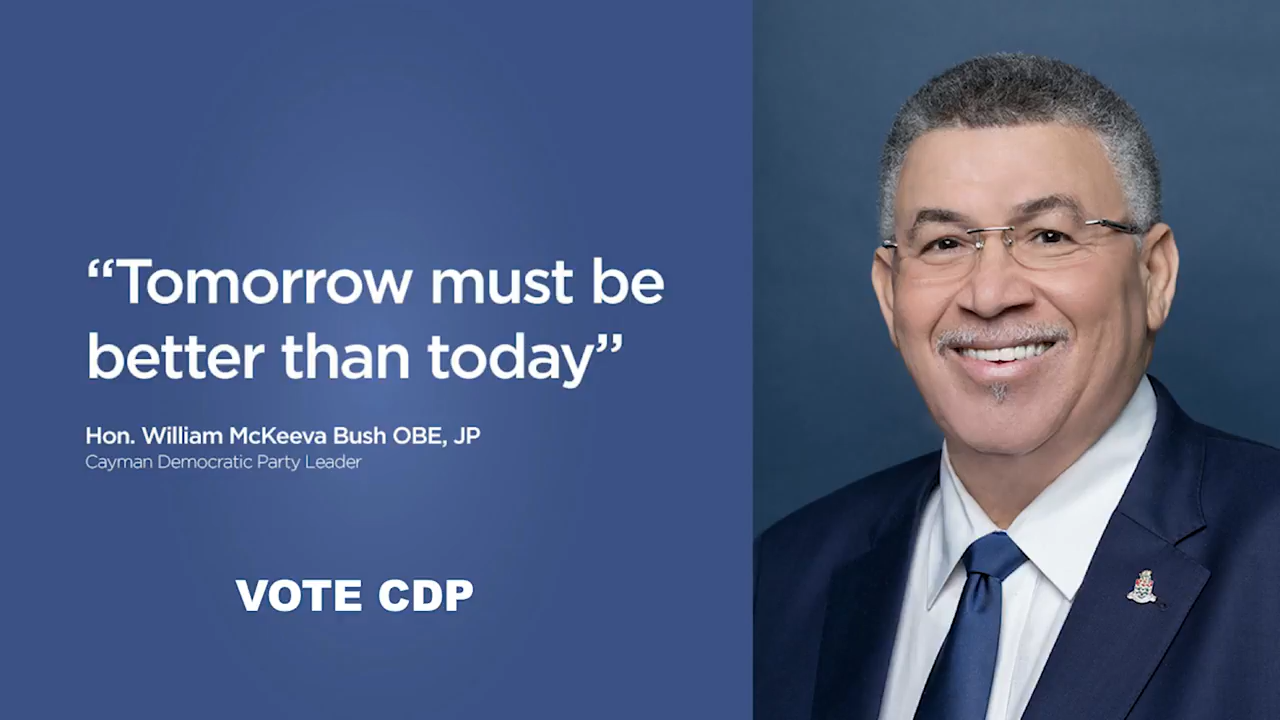 “Tomorrow must be
better than today”
Hon. William McKeeva Bush OBE, JP
Cayman Democratic Party Leader
VOTE CDP